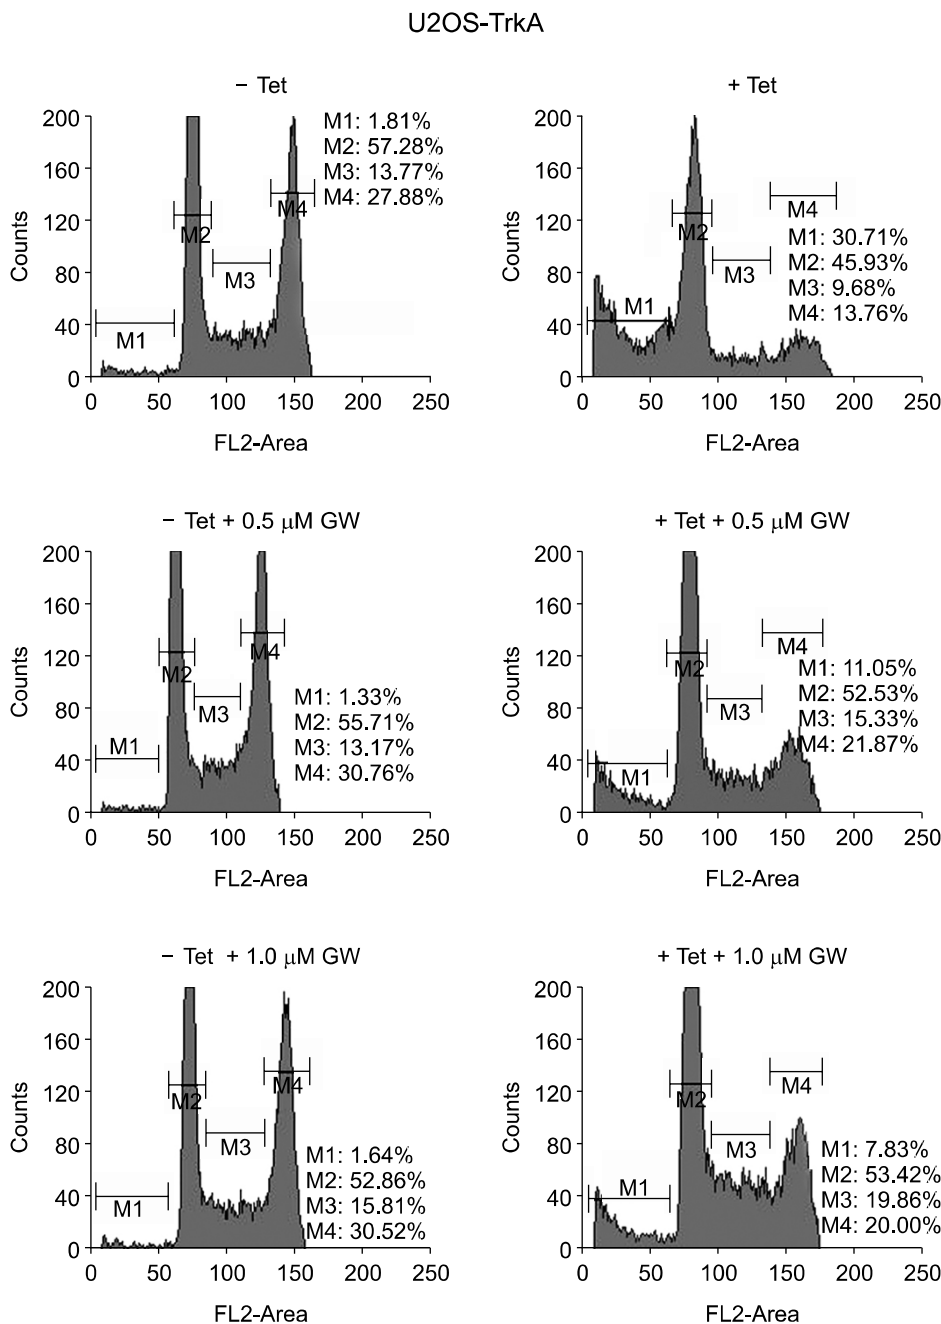 U2OS-TrkA
− Tet
200
160
120
80
40
0
Counts
M1
M2
M3
M4
M1: 1.81%
M2: 57.28%
M3: 13.77%
M4: 27.88%
0 50 100 150 200 250
FL2-Area
+ Tet
200
160
120
80
40
0
Counts
M1
M2
M3
M4
M1: 30.71%
M2: 45.93%
M3: 9.68%
M4: 13.76%
0 50 100 150 200 250
FL2-Area
− Tet + 0.5 μM GW
200
160
120
80
40
0
Counts
M1
M2
M3
M4
M1: 1.33%
M2: 55.71%
M3: 13.17%
M4: 30.76%
0 50 100 150 200 250
FL2-Area
+ Tet + 0.5 μM GW
200
160
120
80
40
0
Counts
M1
M2
M3
M4
M1: 11.05%
M2: 52.53%
M3: 15.33%
M4: 21.87%
0 50 100 150 200 250
FL2-Area
− Tet + 1.0 μM GW
200
160
120
80
40
0
Counts
M1
M2
M3
M4
M1: 1.64%
M2: 52.86%
M3: 15.81%
M4: 30.52%
0 50 100 150 200 250
FL2-Area
+ Tet + 1.0 μM GW
200
160
120
80
40
0
Counts
M1
M2
M3
M4
M1: 7.83%
M2: 53.42%
M3: 19.86%
M4: 20.00%
0 50 100 150 200 250
FL2-Area